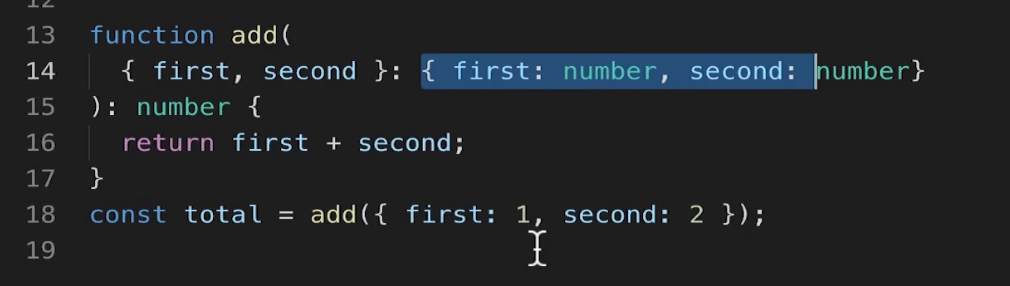 12
13 function add(
14 { first, second }: { first: number, second: number}
15 ): number {
16 return first + second;
17 }
18 const total = add({ first: 1, second: 2 });
19